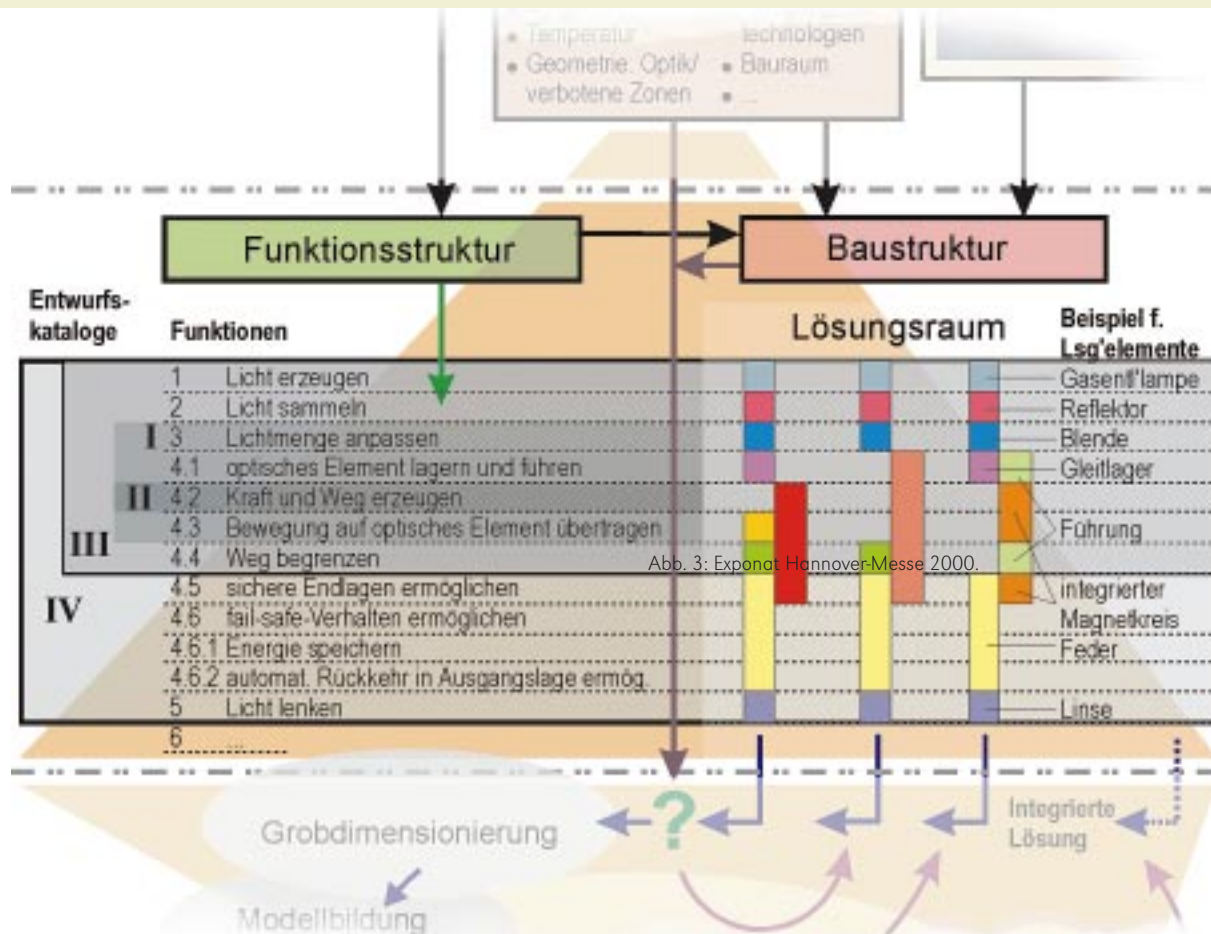 • Temperatur
technologien
• Geometrie: Optik/
verbotene Zonen
• Bauraum
• ...
Funktionsstruktur
Baustruktur
Entwurfs-
kataloge
Funktionen
Lösungsraum
Beispiel f.
Lsg'elemente
1 Licht erzeugen
Gasentl'lampe
2 Licht sammeln
Reflektor
I
3 Lichtmenge anpassen
Blende
4.1 optisches Element lagern und führen
Gleitlager
II
4.2 Kraft und Weg erzeugen
4.3 Bewegung auf optisches Element übertragen
Führung
III
4.4 Weg begrenzen
Abb. 3: Exponat Hannover-Messe 2000.
4.5 sichere Endlagen ermöglichen
integrierter
Magnetkreis
IV
4.6 fail-safe-Verhalten ermöglichen
4.6.1 Energie speichern
Feder
4.6.2 automat. Rückkehr in Ausgangslage ermög.
5 Licht lenken
Linse
6 ...
Grobdimensionierung
?
Integrierte
Lösung
Modellbildung